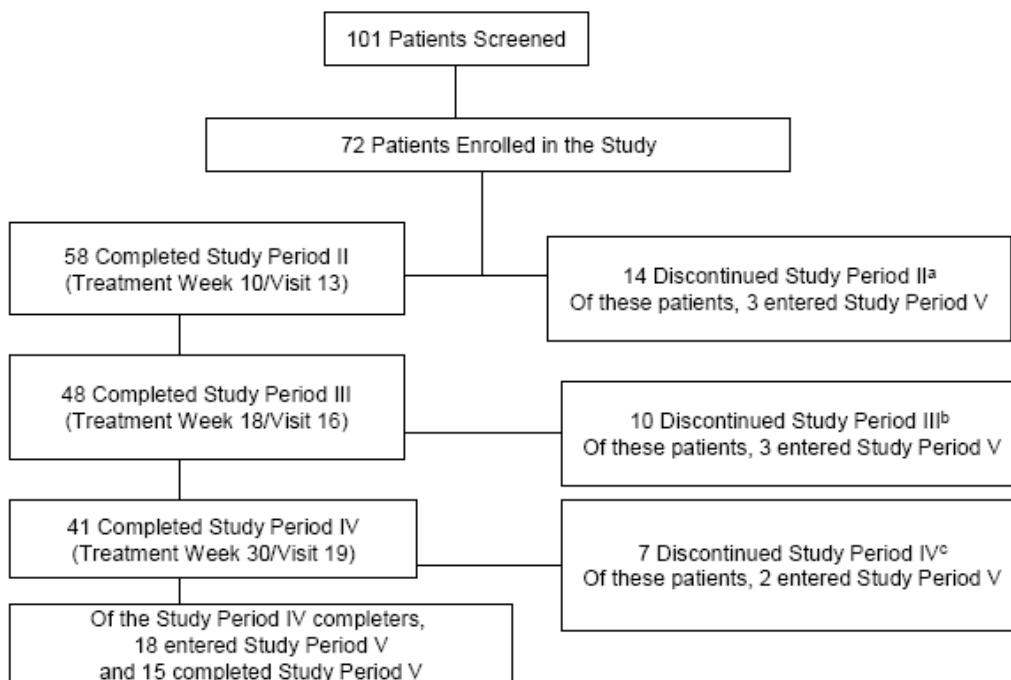 101 Patients Screened
72 Patients Enrolled in the Study
58 Completed Study Period II
(Treatment Week 10/Visit 13)
14 Discontinued Study Period IIᵃ
Of these patients, 3 entered Study Period V
48 Completed Study Period III
(Treatment Week 18/Visit 16)
10 Discontinued Study Period IIIᵇ
Of these patients, 3 entered Study Period V
41 Completed Study Period IV
(Treatment Week 30/Visit 19)
7 Discontinued Study Period IVᶜ
Of these patients, 2 entered Study Period V
Of the Study Period IV completers,
18 entered Study Period V
and 15 completed Study Period V